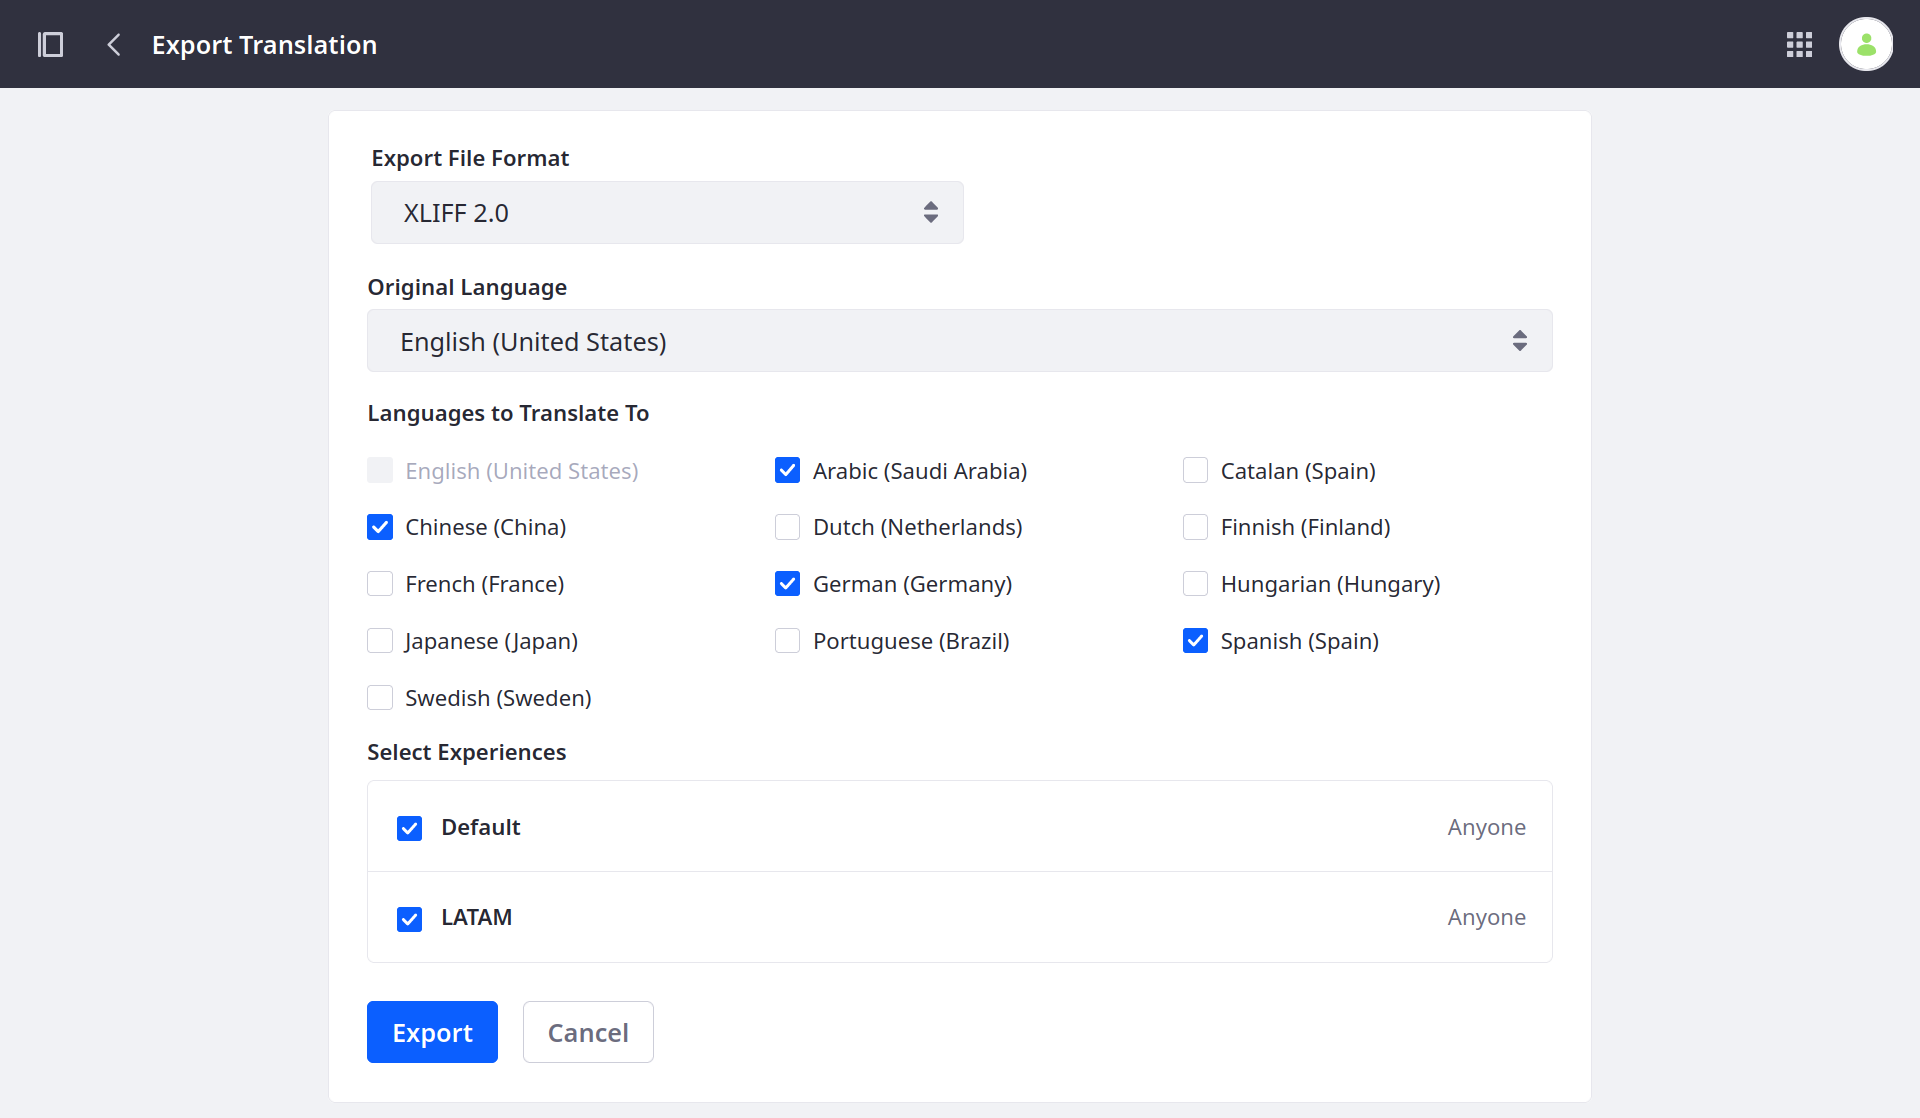 Export Translation
Export File Format
XLIFF 2.0
Original Language
English (United States)
Languages to Translate To
English (United States)
Arabic (Saudi Arabia)
Catalan (Spain)
Chinese (China)
Dutch (Netherlands)
Finnish (Finland)
French (France)
German (Germany)
Hungarian (Hungary)
Japanese (Japan)
Portuguese (Brazil)
Spanish (Spain)
Swedish (Sweden)
Select Experiences
Default
Anyone
LATAM
Anyone
Export
Cancel